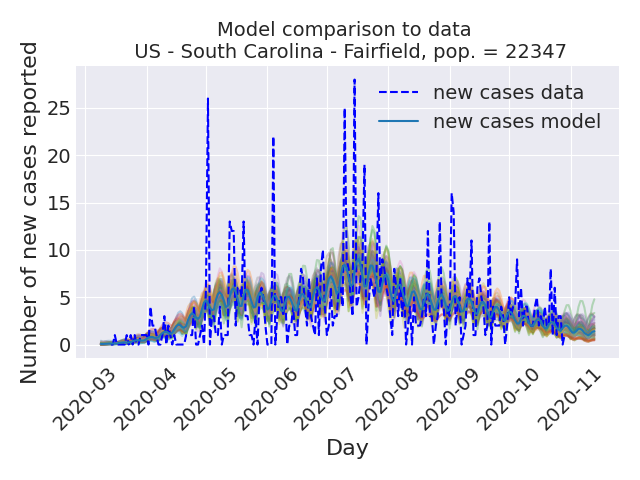 Model comparison to data
US - South Carolina - Fairfield, pop. = 22347
Number of new cases reported
25
20
15
10
5
0
new cases data
new cases model
2020-03
2020-04
2020-05
2020-06
2020-07
2020-08
2020-09
2020-10
2020-11
Day